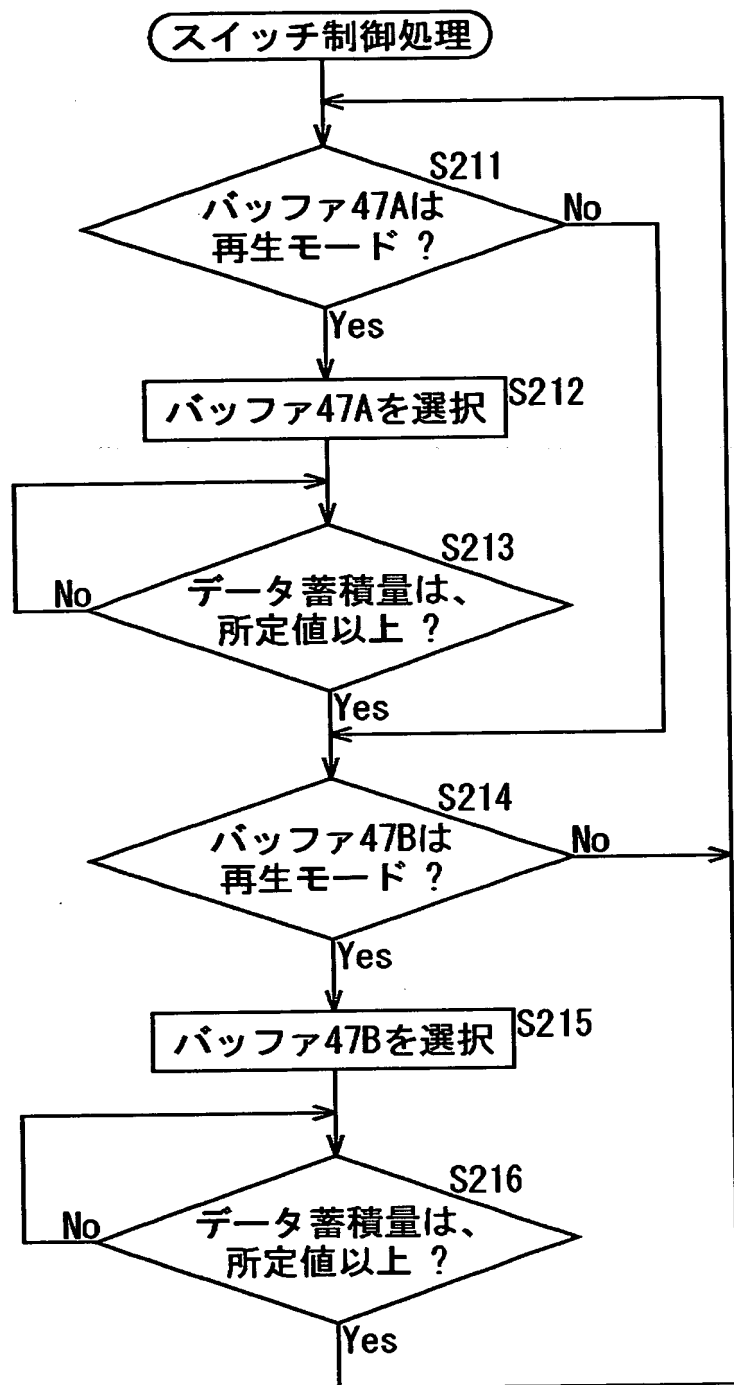 スイッチ制御処理
S211
バッファ47Aは
再生モード ?
No
Yes
バッファ47Aを選択
S212
S213
データ蓄積量は、
所定値以上 ?
No
Yes
S214
バッファ47Bは
再生モード ?
No
Yes
バッファ47Bを選択
S215
S216
データ蓄積量は、
所定値以上 ?
No
Yes